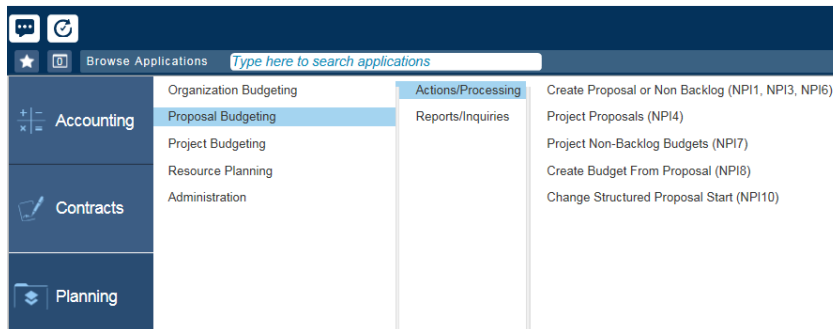 0 Browse Applications Type here to search applications
Accounting
Contracts
Planning
Organization Budgeting
Proposal Budgeting
Project Budgeting
Resource Planning
Administration
Actions/Processing
Reports/Inquiries
Create Proposal or Non Backlog (NPI1, NPI3, NPI6)
Project Proposals (NPI4)
Project Non-Backlog Budgets (NPI7)
Create Budget From Proposal (NPI8)
Change Structured Proposal Start (NPI10)